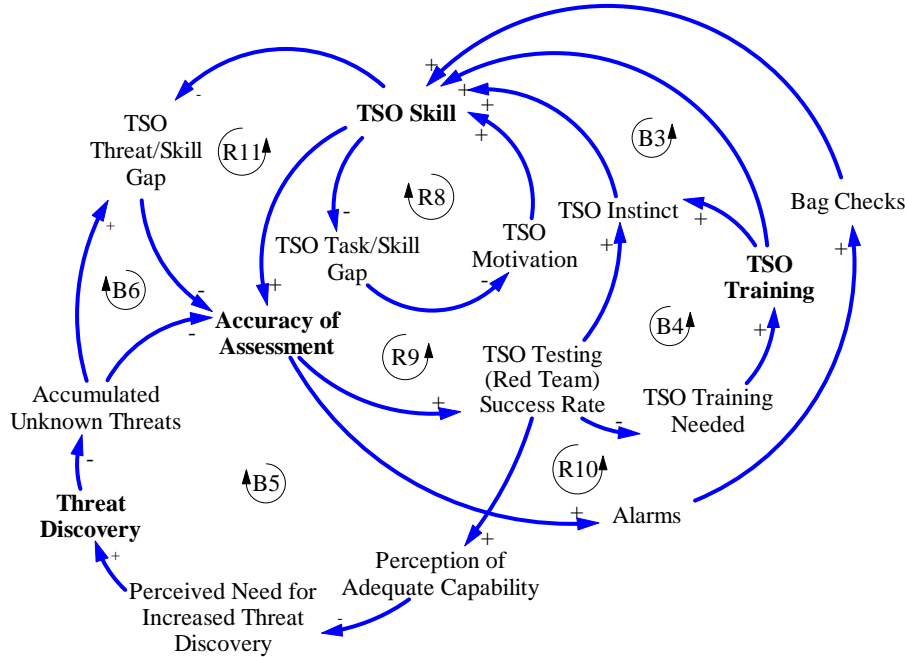 TSO Skill
TSO
Threat/Skill
Gap
R11
B3
R8
Bag Checks
TSO Instinct
TSO
Motivation
TSO Task/Skill
Gap
TSO
Training
B6
Accuracy of
Assessment
B4
R9
TSO Testing
(Red Team)
Success Rate
TSO Training
Needed
Accumulated
Unknown Threats
R10
B5
Threat
Discovery
Alarms
Perception of
Adequate Capability
Perceived Need for
Increased Threat
Discovery